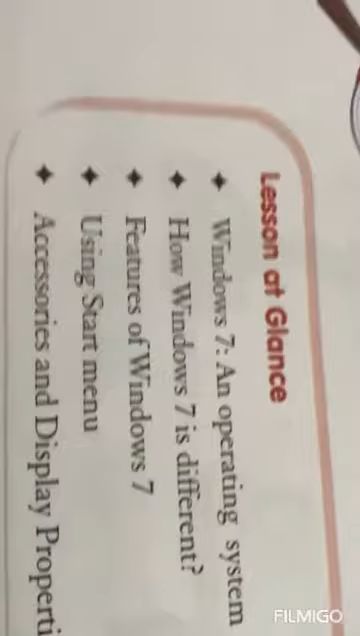 Lesson at Glance
✦ Windows 7: An operating system
✦ How Windows 7 is different?
✦ Features of Windows 7
✦ Using Start menu
✦ Accessories and Display Properti
FILMIGO